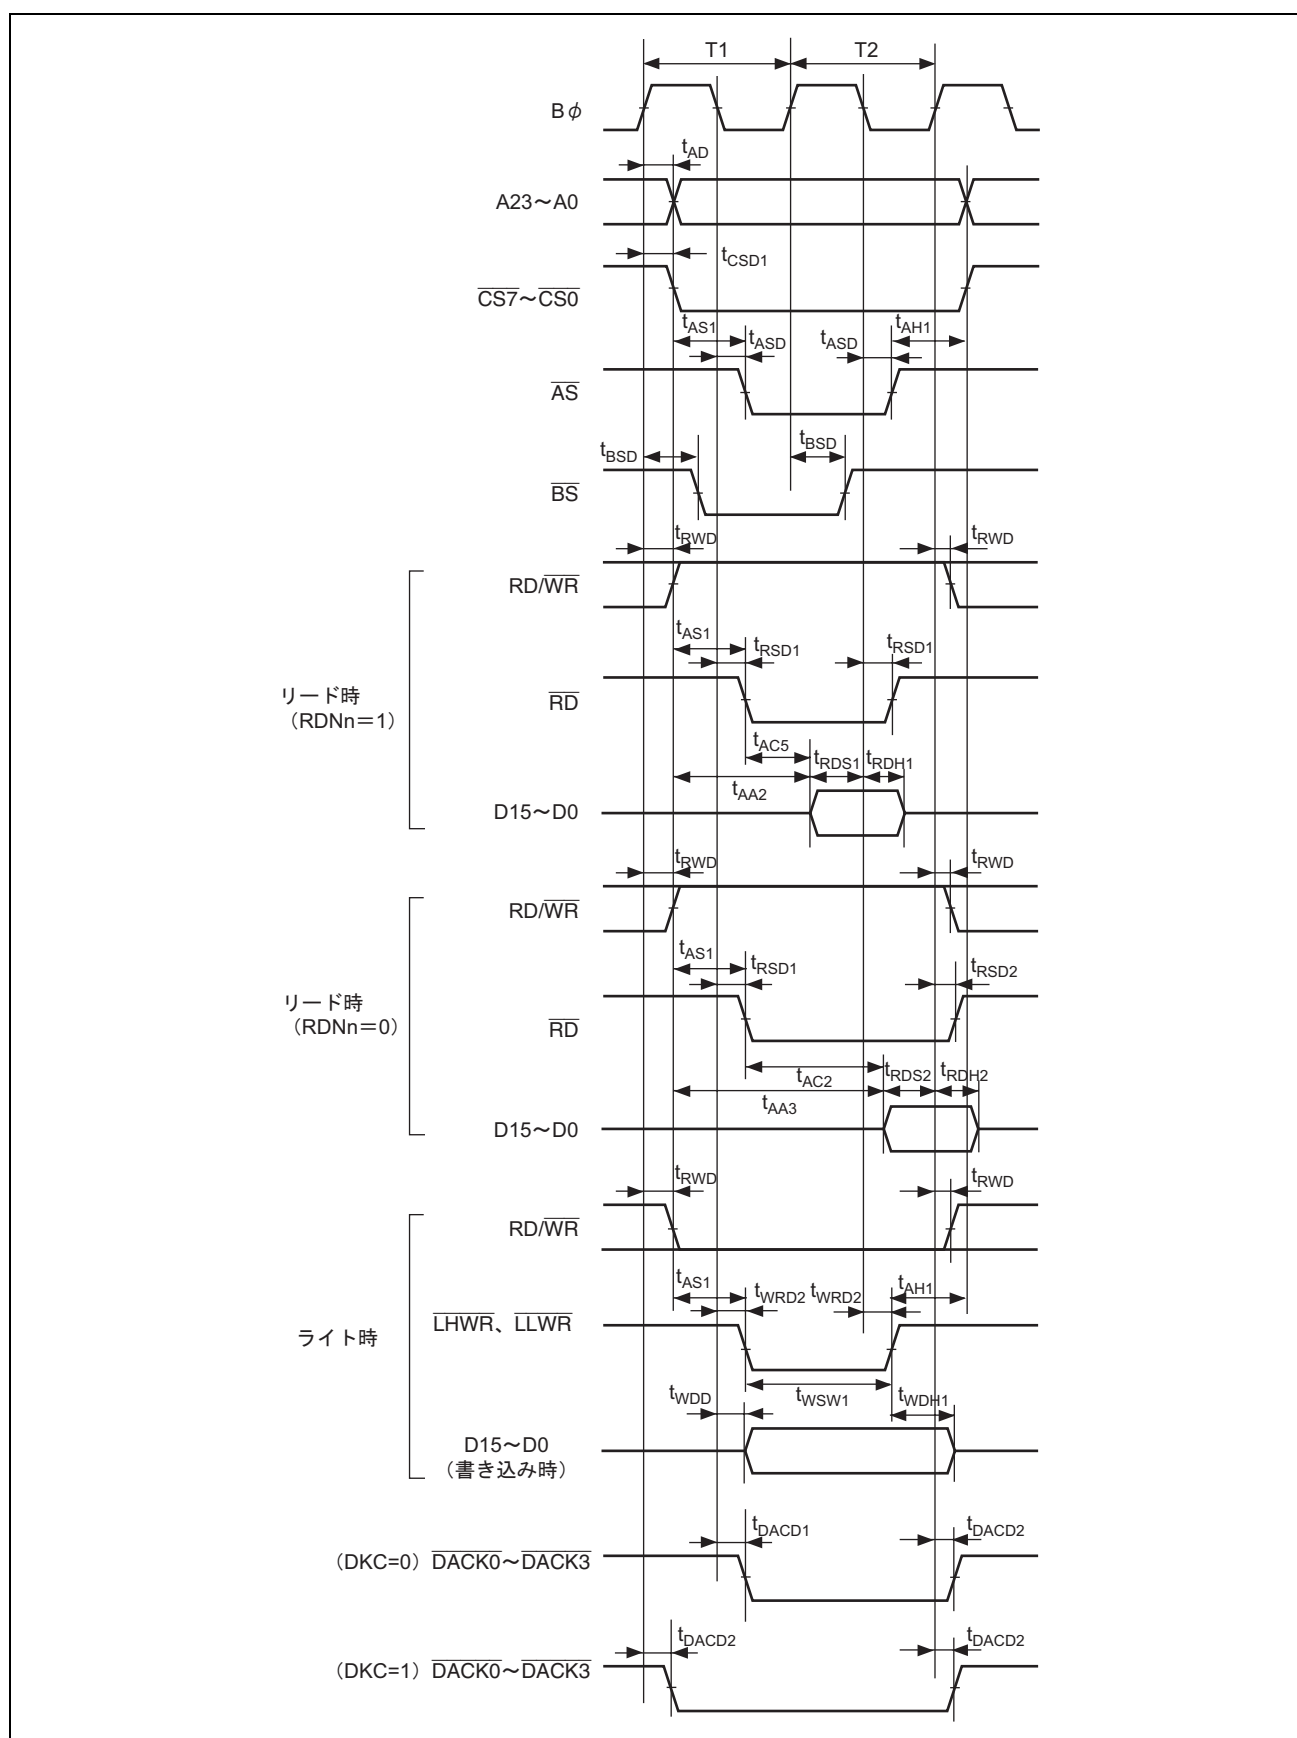 T1 T2
Bφ
tAD
A23～A0
tCSD1
CS7～CS0
tAS1 tAH1
tASD tASD
AS
tBSD tBSD
BS
tRWD tRWD
RD/WR
tAS1
tRSD1 tRSD1
リード時
（RDNn＝1）
RD
tAC5
tRDS1 tRDH1
tAA2
D15～D0
tRWD tRWD
RD/WR
tAS1
tRSD1 tRSD2
リード時
（RDNn＝0）
RD
tAC2
tRDS2 tRDH2
tAA3
D15～D0
tRWD tRWD
RD/WR
tAS1 tAH1
tWRD2 tWRD2
ライト時
LHWR、LLWR
tWDD tWSW1 tWDH1
D15～D0
（書き込み時）
tDACD1 tDACD2
（DKC=0）DACK0～DACK3
tDACD2 tDACD2
（DKC=1）DACK0～DACK3